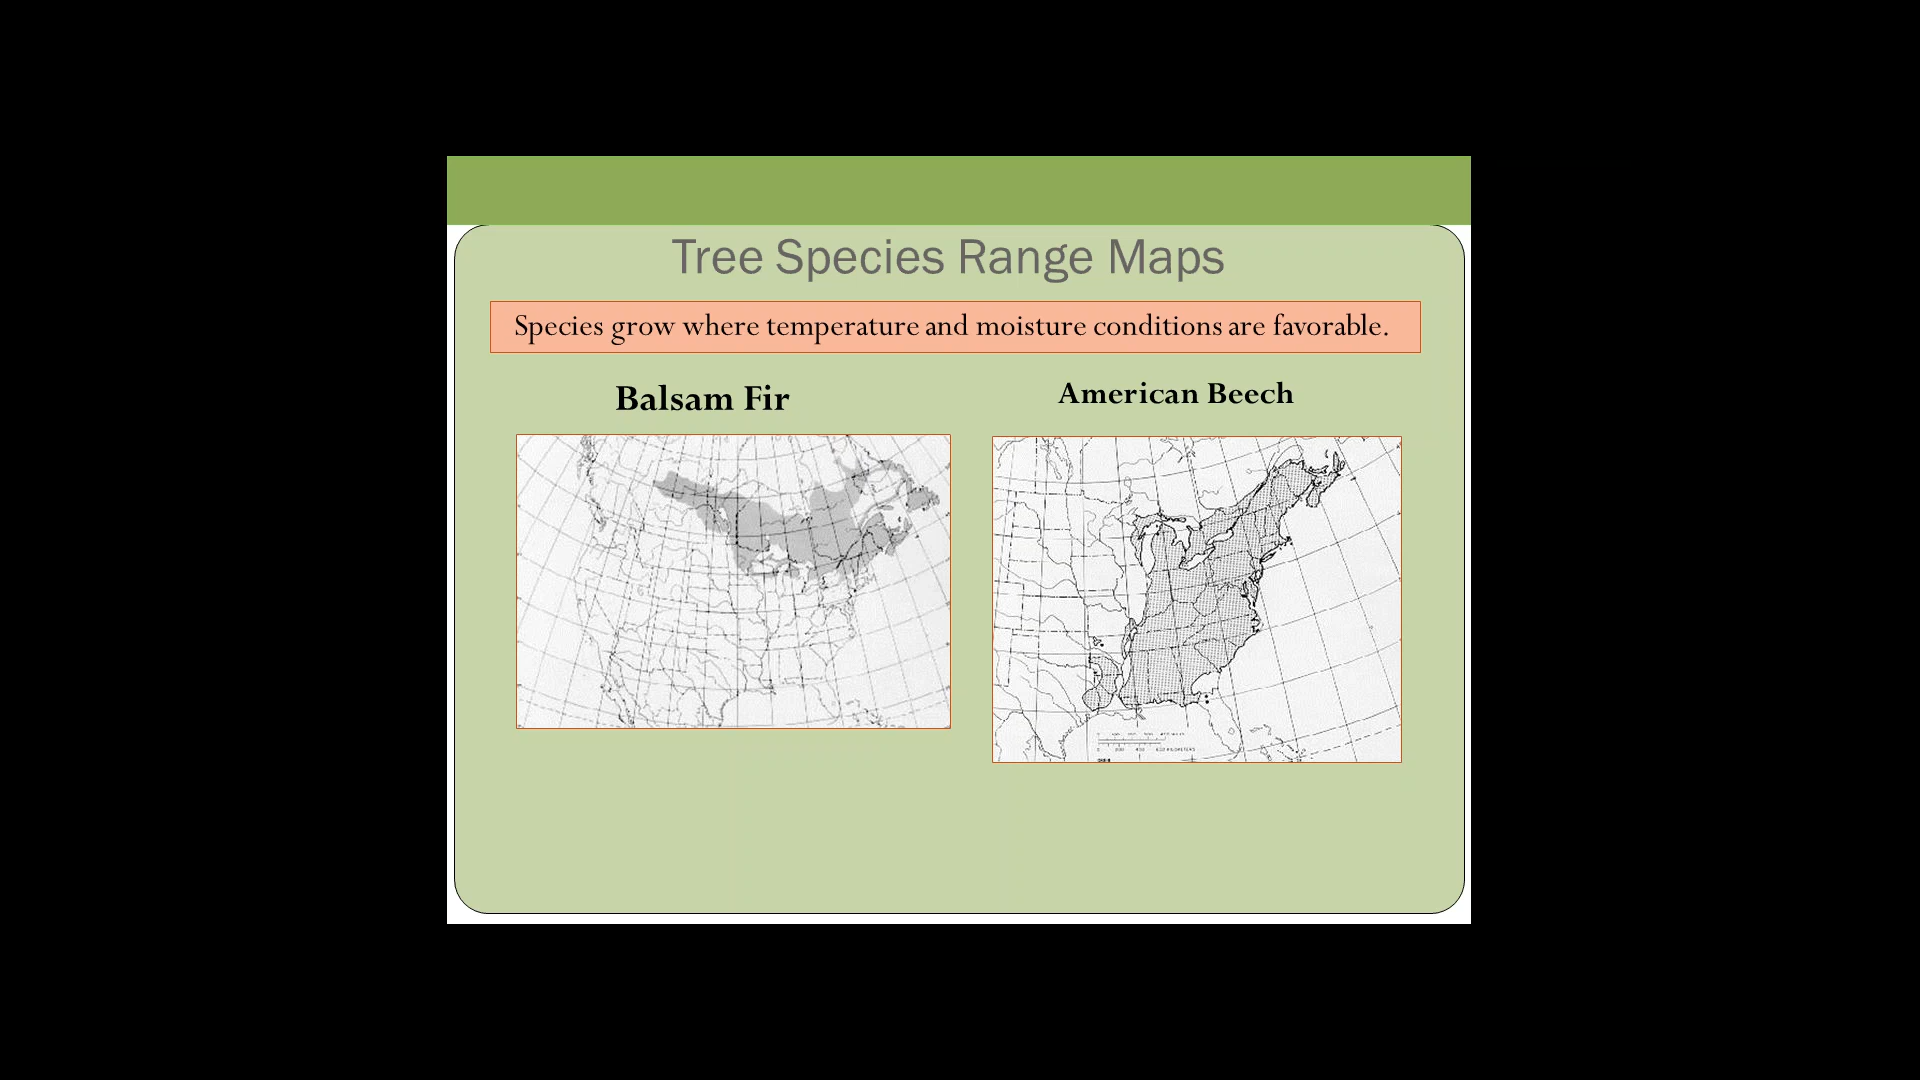 Tree Species Range Maps
Species grow where temperature and moisture conditions are favorable.
Balsam Fir
American Beech